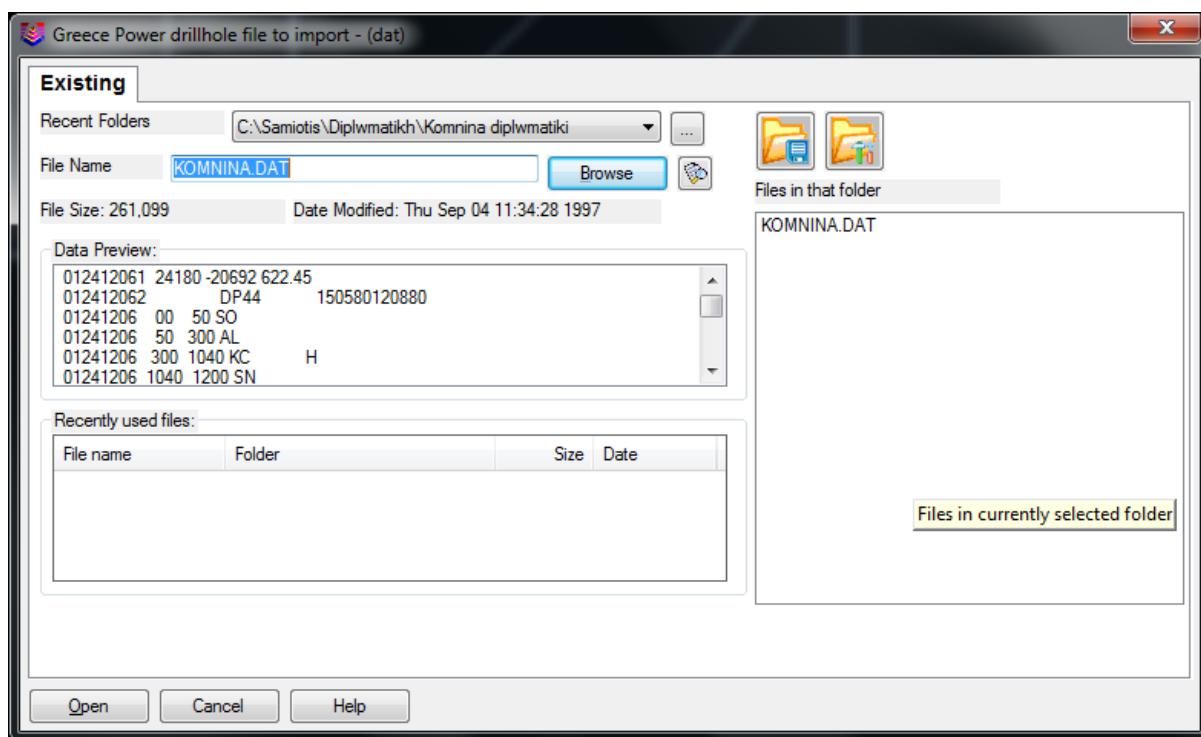 Greece Power drillhole file to import - (dat)
Existing
Recent Folders
C:\Samiotis\Diplwmatikh\Komnina diplwmatiki
...
File Name
KOMNINA.DAT
Browse
File Size: 261,099
Date Modified: Thu Sep 04 11:34:28 1997
Data Preview:
012412061 24180 -20692 622.45
012412062 DP44 150580120880
01241206 00 50 SO
01241206 50 300 AL
01241206 300 1040 KC H
01241206 1040 1200 SN
Recently used files:
File name Folder Size Date
Files in that folder
KOMNINA.DAT
Files in currently selected folder
Open Cancel Help